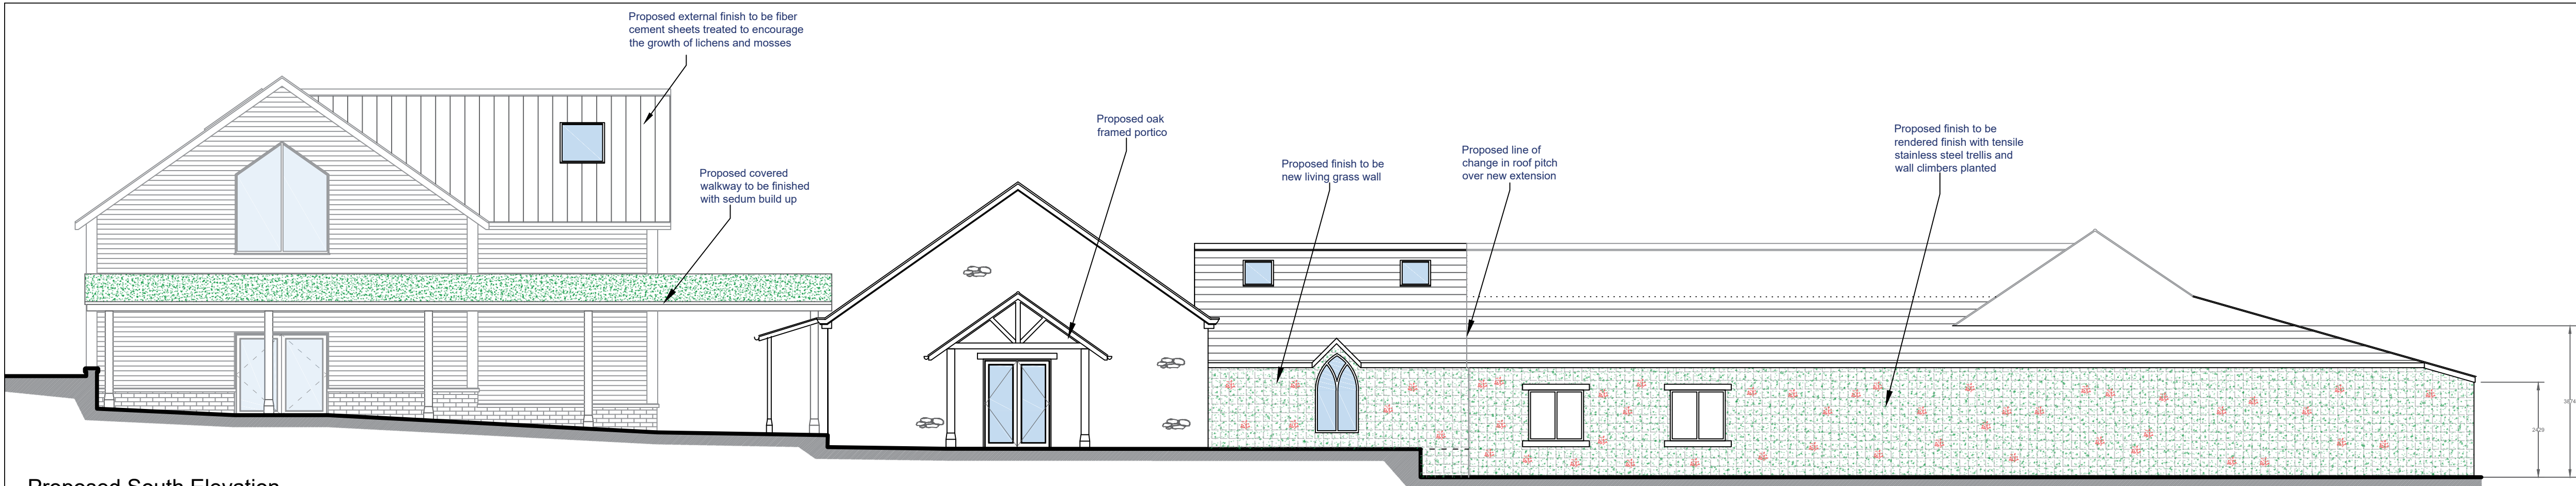 Proposed external finish to be fiber
cement sheets treated to encourage
the growth of lichens and mosses
Proposed covered
walkway to be finished
with sedum build up
Proposed oak
framed portico
Proposed finish to be
new living grass wall
Proposed line of
change in roof pitch
over new extension
Proposed finish to be
rendered finish with tensile
stainless steel trellis and
wall climbers planted
3874
2429
Proposed South Elevation